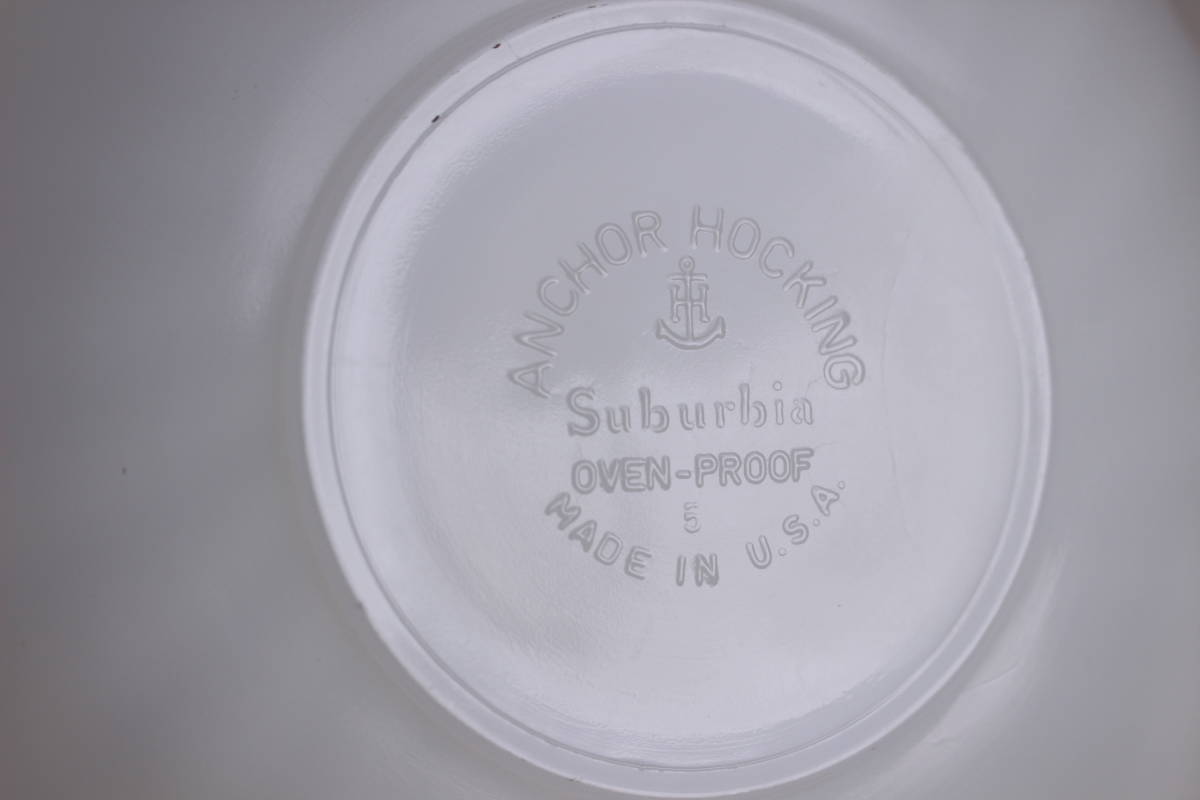 ANCHOR HOCKING
H
Suburbia
OVEN-PROOF
5
MADE IN U.S.A.